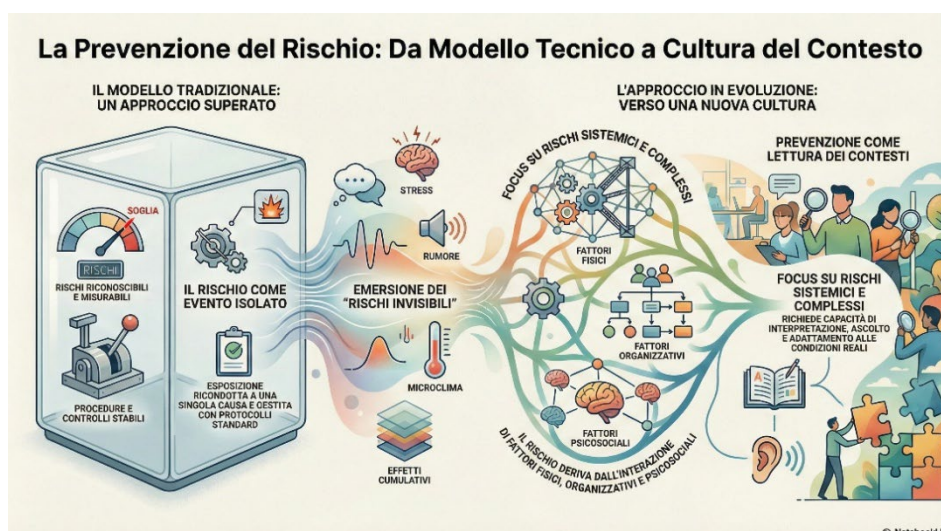 La Prevenzione del Rischio: Da Modello Tecnico a Cultura del Contesto
IL MODELLO TRADIZIONALE:
UN APPROCCIO SUPERATO
SOGLIA
RISCHI
RISCHI RICONOSCIBILI
E MISURABILI
PROCEDURE E
CONTROLLI STABILI
IL RISCHIO COME
EVENTO ISOLATO
ESPOSIZIONE
RICONDOTTA A UNA
SINGOLA CAUSA E GESTITA
CON PROTOCOLLI
STANDARD
STRESS
RUMORE
EMERSIONE DEI
"RISCHI INVISIBILI"
MICROCLIMA
EFFETTI
CUMULATIVI
L'APPROCCIO IN EVOLUZIONE:
VERSO UNA NUOVA CULTURA
FOCUS SU RISCHI SISTEMICI E COMPLESSI
FATTORI
FISICI
FATTORI
ORGANIZZATIVI
FATTORI
PSICOSOCIALI
IL RISCHIO DERIVA DALL'INTERAZIONE
DI FATTORI FISICI, ORGANIZZATIVI E PSICOSOCIALI
PREVENZIONE COME
LETTURA DEI CONTESTI
FOCUS SU RISCHI
SISTEMICI E
COMPLESSI
RICHIEDE CAPACITÀ DI
INTERPRETAZIONE, ASCOLTO
E ADATTAMENTO ALLE
CONDIZIONI REALI
A